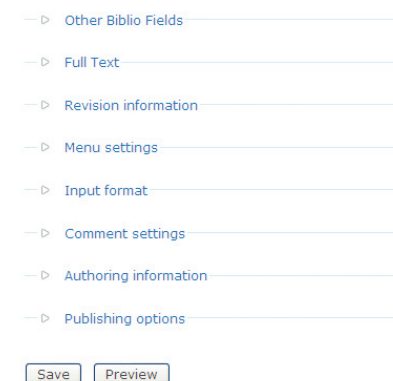 Other Biblio Fields
Full Text
Revision information
Menu settings
Input format
Comment settings
Authoring information
Publishing options
Save Preview